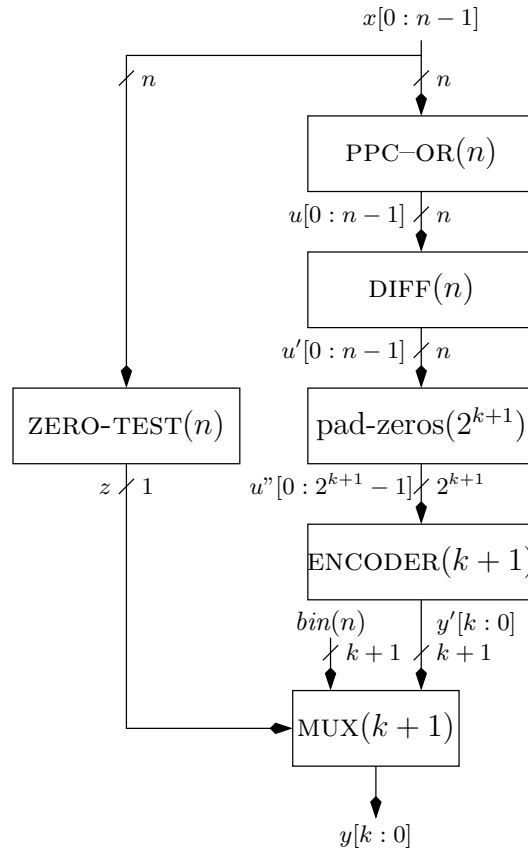 x[0 : n − 1]
n n
PPC–OR(n)
u[0 : n − 1] n
DIFF(n)
u'[0 : n − 1] n
ZERO-TEST(n) pad-zeros(2^{k+1})
z 1 u”[0 : 2^{k+1} − 1] 2^{k+1}
ENCODER(k + 1)
bin(n) y'[k : 0]
k + 1 k + 1
MUX(k + 1)
y[k : 0]